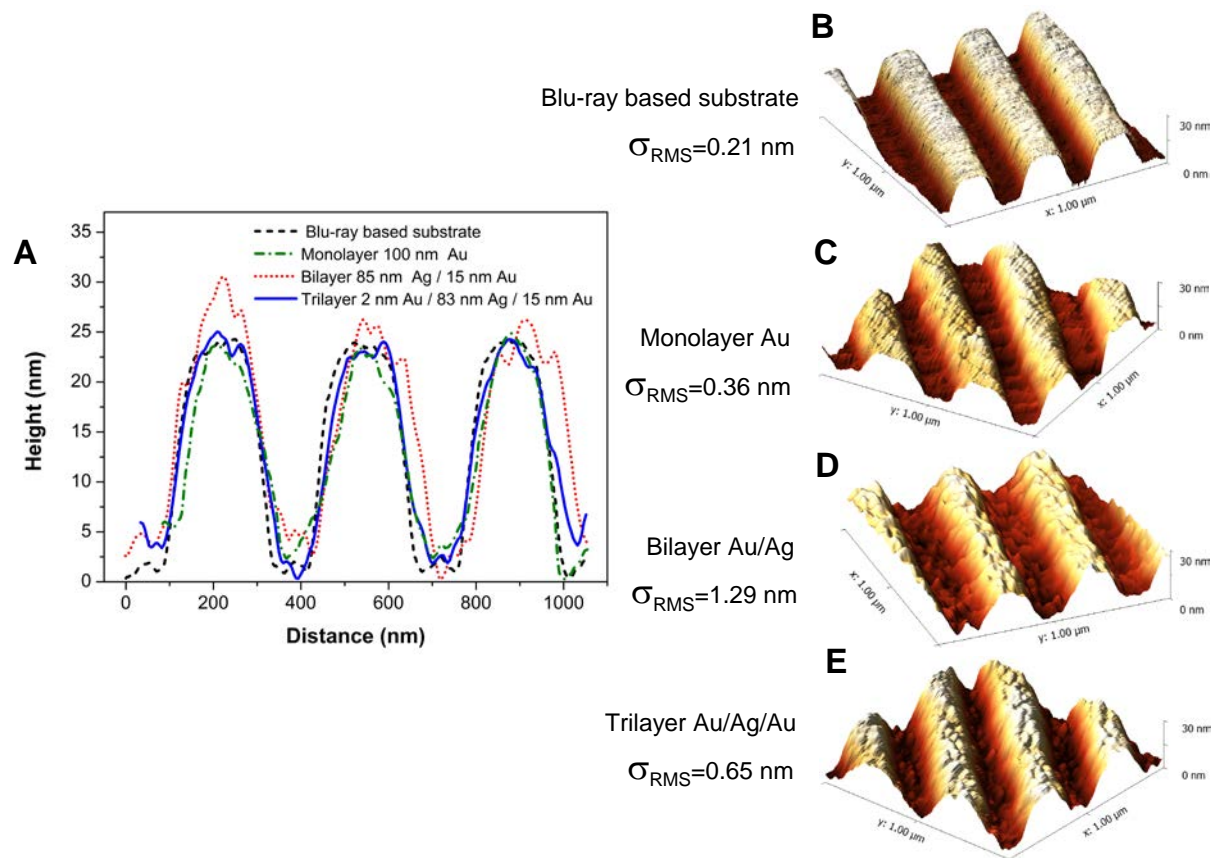 A
Height (nm)
35
30
25
20
15
10
5
0
Blu-ray based substrate
Monolayer 100 nm Au
Bilayer 85 nm Ag / 15 nm Au
Trilayer 2 nm Au / 83 nm Ag / 15 nm Au
0 200 400 600 800 1000
Distance (nm)
B
Blu-ray based substrate
σRMS=0.21 nm
30 nm
0 nm
y: 1.00 µm
x: 1.00 µm
C
Monolayer Au
σRMS=0.36 nm
30 nm
0 nm
y: 1.00 µm
x: 1.00 µm
D
Bilayer Au/Ag
σRMS=1.29 nm
30 nm
0 nm
x: 1.00 µm
y: 1.00 µm
E
Trilayer Au/Ag/Au
σRMS=0.65 nm
30 nm
0 nm
y: 1.00 µm
x: 1.00 µm